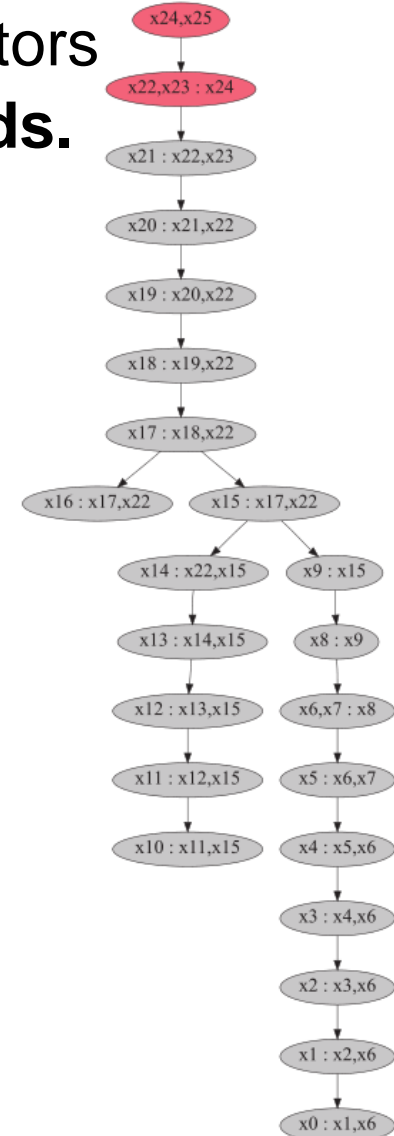 tors
ds.
x24,x25
x22,x23 : x24
x21 : x22,x23
x20 : x21,x22
x19 : x20,x22
x18 : x19,x22
x17 : x18,x22
x16 : x17,x22
x15 : x17,x22
x14 : x22,x15
x9 : x15
x13 : x14,x15
x8 : x9
x12 : x13,x15
x6,x7 : x8
x11 : x12,x15
x5 : x6,x7
x10 : x11,x15
x4 : x5,x6
x3 : x4,x6
x2 : x3,x6
x1 : x2,x6
x0 : x1,x6